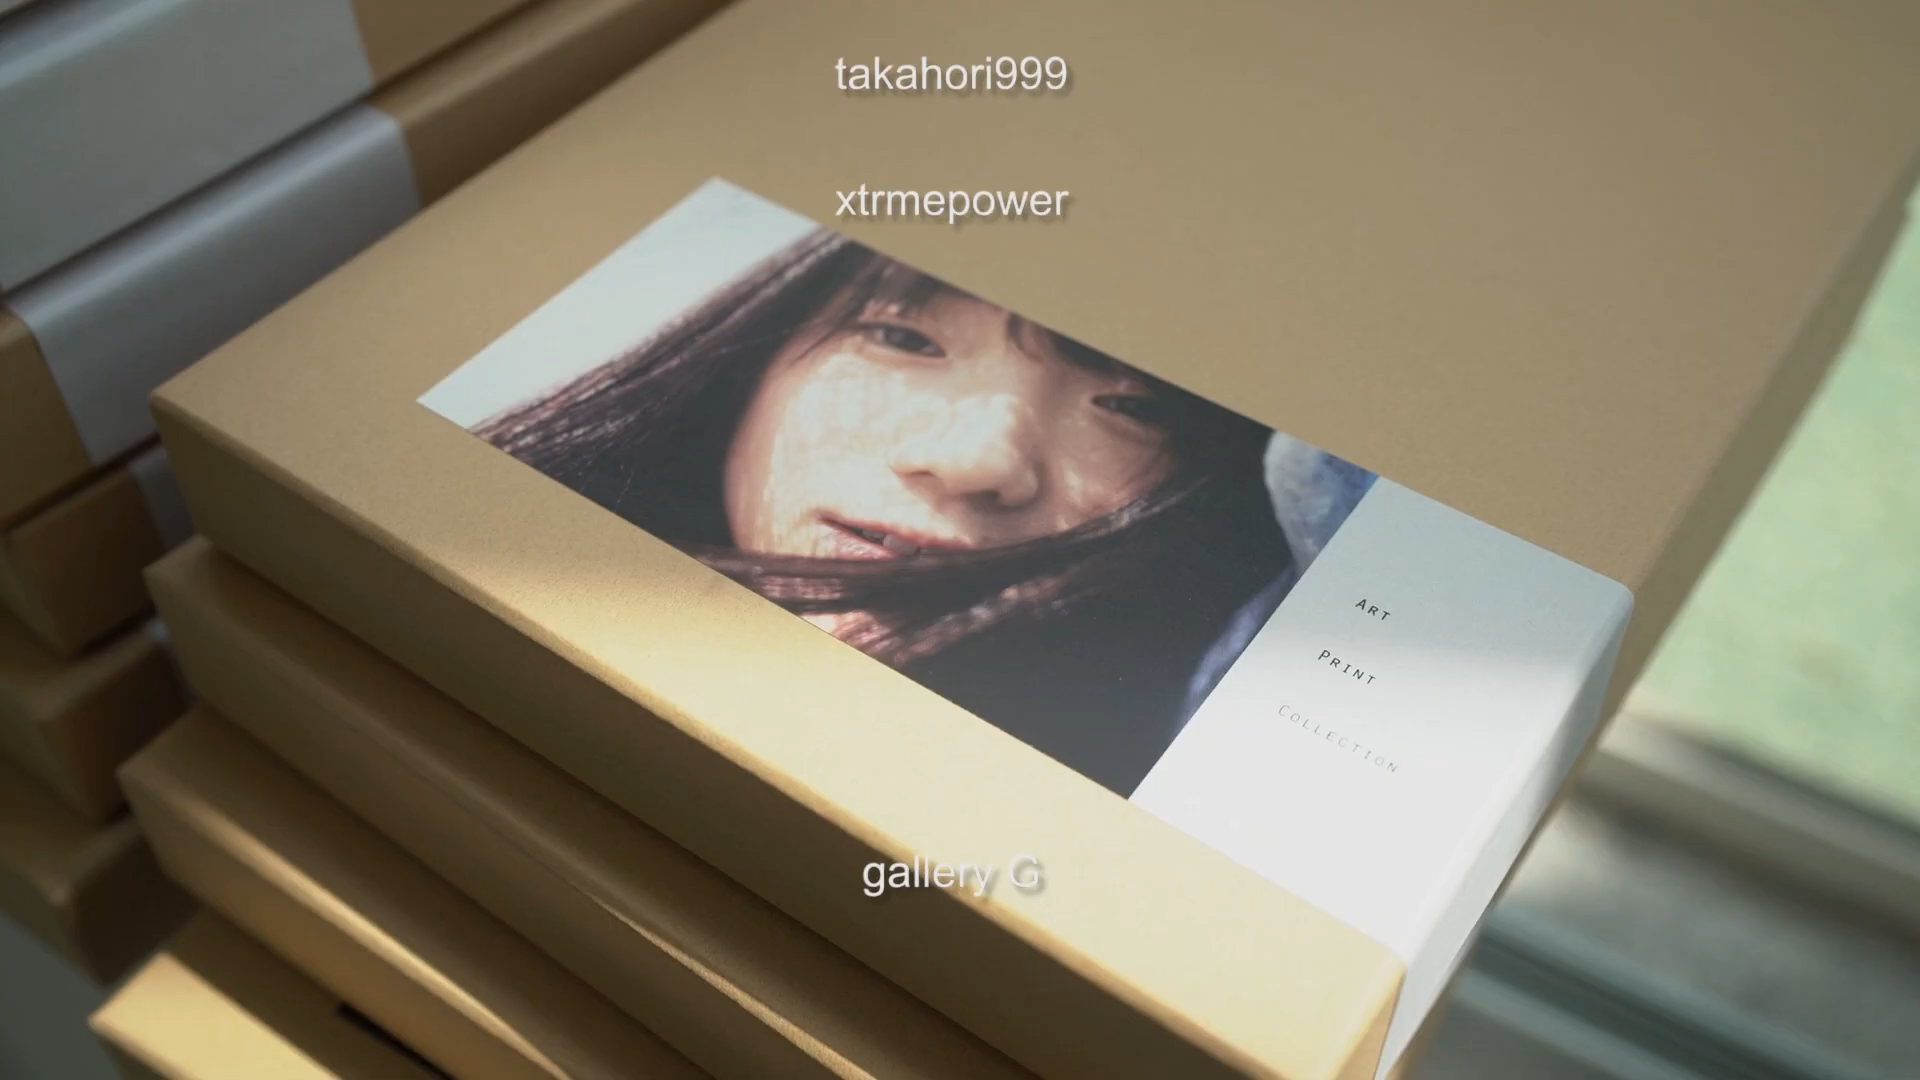 takahori999
xtrmepower
ART
PRINT
COLLECTION
gallery G